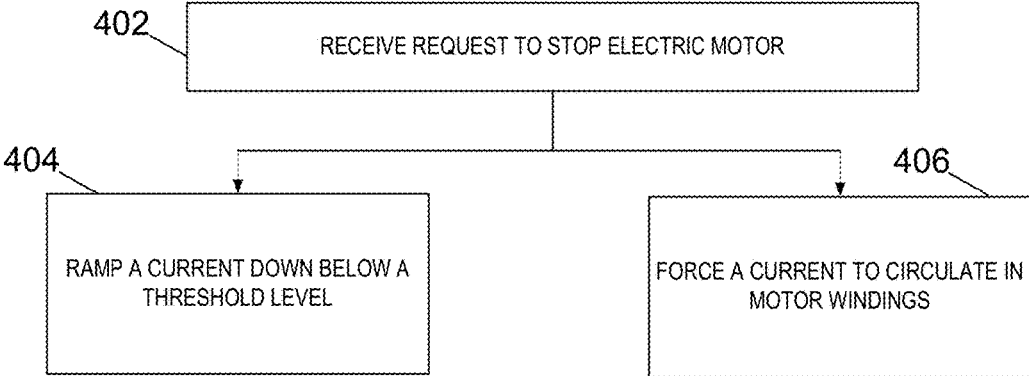 402
RECEIVE REQUEST TO STOP ELECTRIC MOTOR
404
406
RAMP A CURRENT DOWN BELOW A
THRESHOLD LEVEL
FORCE A CURRENT TO CIRCULATE IN
MOTOR WINDINGS